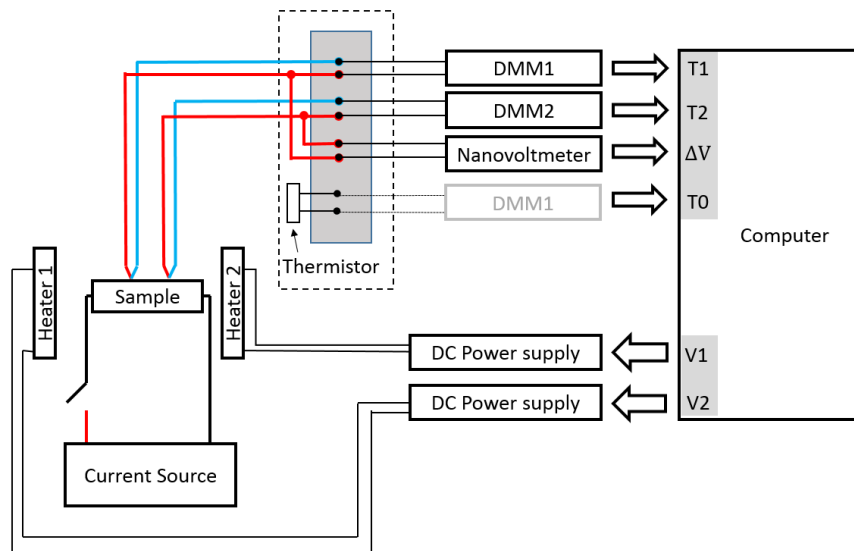 DMM1
T1
DMM2
T2
Nanovoltmeter
ΔV
DMM1
T0
Thermistor
Computer
Heater 1
Sample
Heater 2
DC Power supply
V1
DC Power supply
V2
Current Source